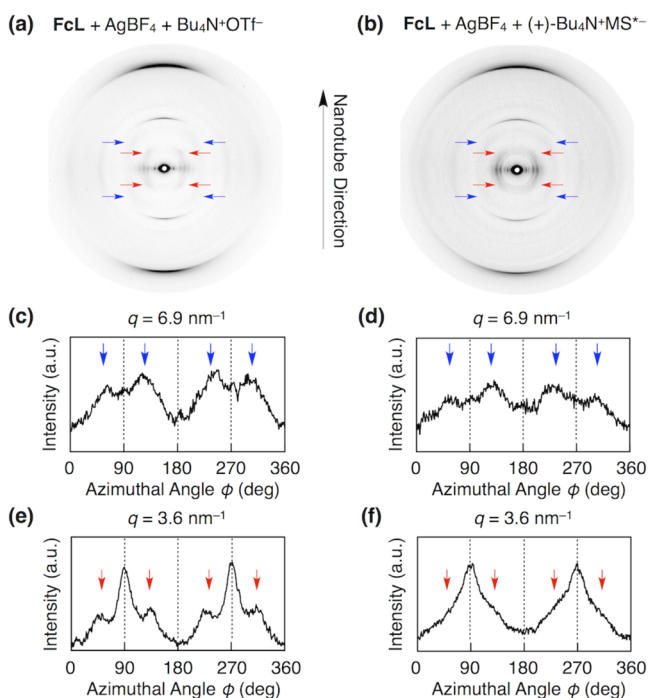 (a) FcL + AgBF₄ + Bu₄N⁺OTf⁻
(b) FcL + AgBF₄ + (+)-Bu₄N⁺MS*⁻
Nanotube Direction
(c) q = 6.9 nm⁻¹
Intensity (a.u.)
0 90 180 270 360
Azimuthal Angle ϕ (deg)
(d) q = 6.9 nm⁻¹
Intensity (a.u.)
0 90 180 270 360
Azimuthal Angle ϕ (deg)
(e) q = 3.6 nm⁻¹
Intensity (a.u.)
0 90 180 270 360
Azimuthal Angle ϕ (deg)
(f) q = 3.6 nm⁻¹
Intensity (a.u.)
0 90 180 270 360
Azimuthal Angle ϕ (deg)